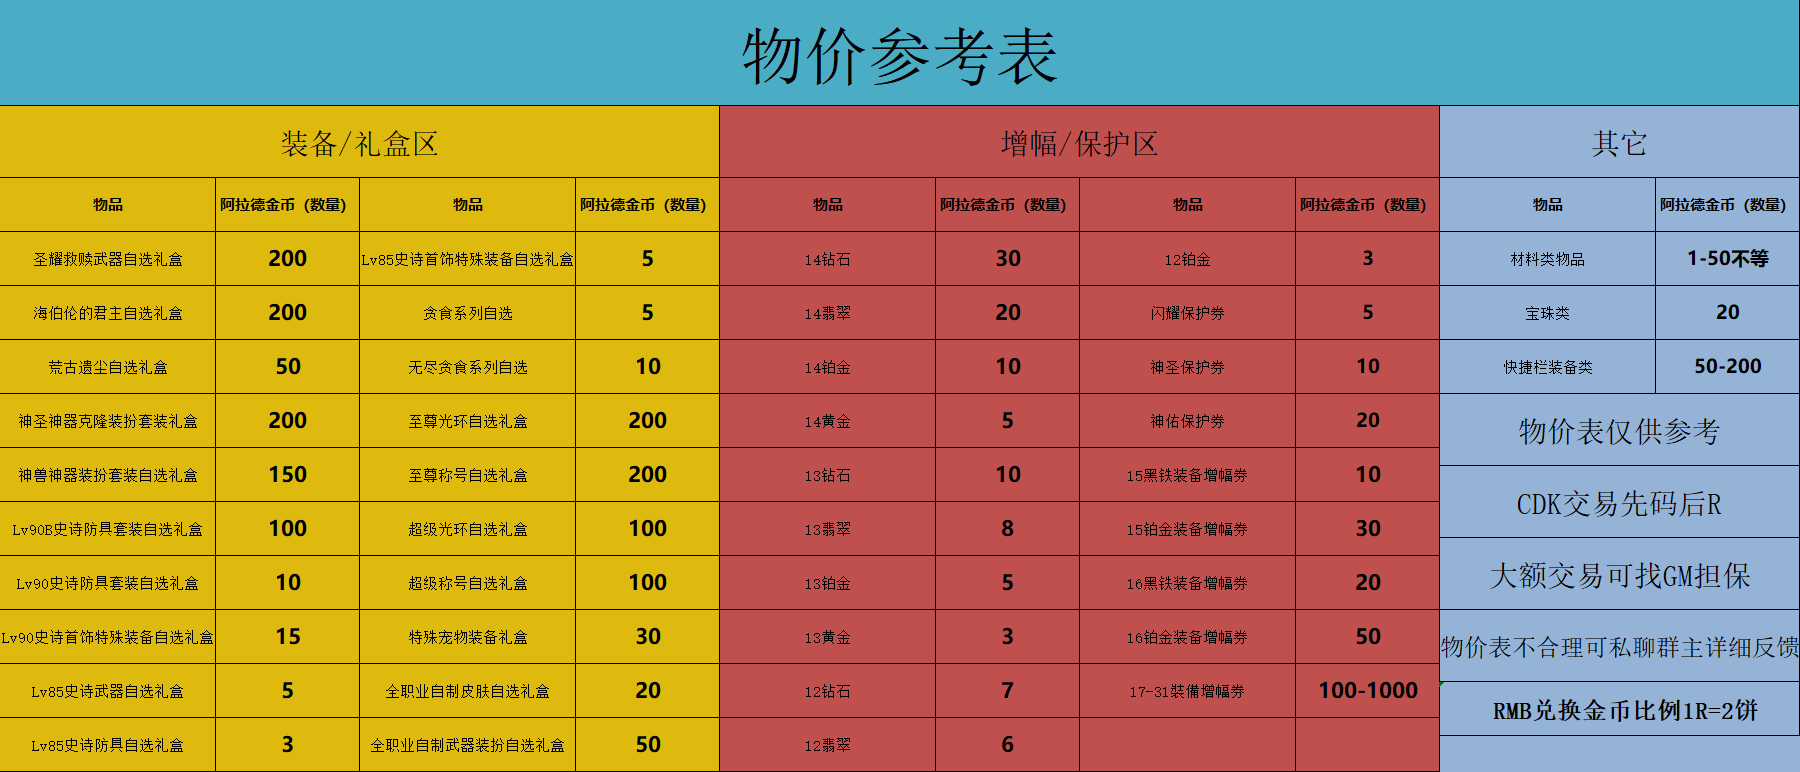 物价参考表
装备/礼盒区 增幅/保护区 其它
物品 阿拉德金币（数量） 物品 阿拉德金币（数量） 物品 阿拉德金币（数量） 物品 阿拉德金币（数量） 物品 阿拉德金币（数量）
圣耀救赎武器自选礼盒 200 Lv85史诗首饰特殊装备自选礼盒 5 14钻石 30 12铂金 3 材料类物品 1-50不等
海伯伦的君主自选礼盒 200 贪食系列自选 5 14翡翠 20 闪耀保护券 5 宝珠类 20
荒古遗尘自选礼盒 50 无尽贪食系列自选 10 14铂金 10 神圣保护券 10 快捷栏装备类 50-200
神圣神器克隆装扮套装礼盒 200 至尊光环自选礼盒 200 14黄金 5 神佑保护券 20 物价表仅供参考
神兽神器装扮套装自选礼盒 150 至尊称号自选礼盒 200 13钻石 10 15黑铁装备增幅券 10
CDK交易先码后R
Lv90B史诗防具套装自选礼盒 100 超级光环自选礼盒 100 13翡翠 8 15铂金装备增幅券 30
Lv90史诗防具套装自选礼盒 10 超级称号自选礼盒 100 13铂金 5 16黑铁装备增幅券 20 大额交易可找GM担保
Lv90史诗首饰特殊装备自选礼盒 15 特殊宠物装备礼盒 30 13黄金 3 16铂金装备增幅券 50 物价表不合理可私聊群主详细反馈
Lv85史诗武器自选礼盒 5 全职业自制皮肤自选礼盒 20 12钻石 7 17-31裝備增幅券 100-1000
RMB兑换金币比例1R=2饼
Lv85史诗防具自选礼盒 3 全职业自制武器装扮自选礼盒 50 12翡翠 6